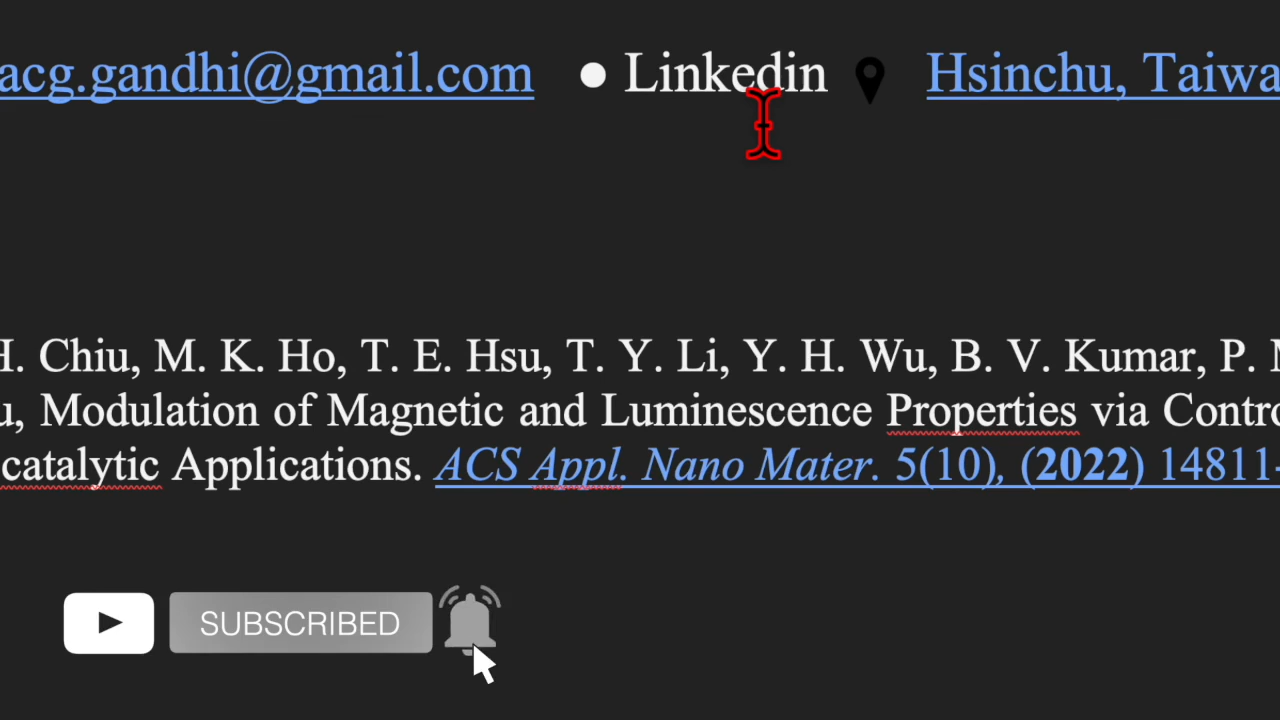 acg.gandhi@gmail.com ● Linkedin Hsinchu, Taiwa
H. Chiu, M. K. Ho, T. E. Hsu, T. Y. Li, Y. H. Wu, B. V. Kumar, P. M
u, Modulation of Magnetic and Luminescence Properties via Contro
catalytic Applications. ACS Appl. Nano Mater. 5(10), (2022) 14811-
SUBSCRIBED